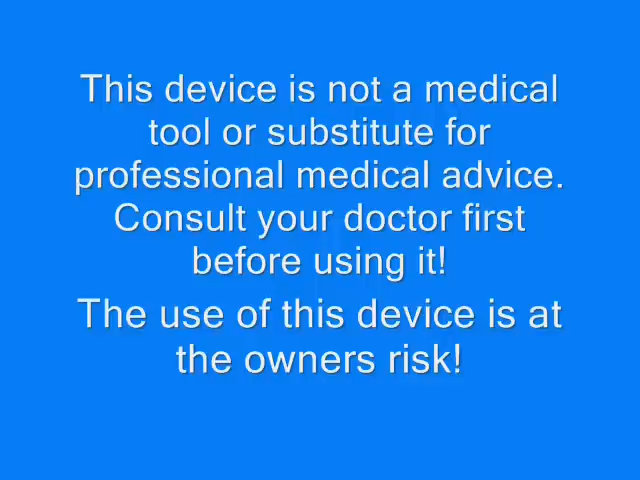 This device is not a medical
tool or substitute for
professional medical advice.
Consult your doctor first
before using it!
The use of this device is at
the owners risk!